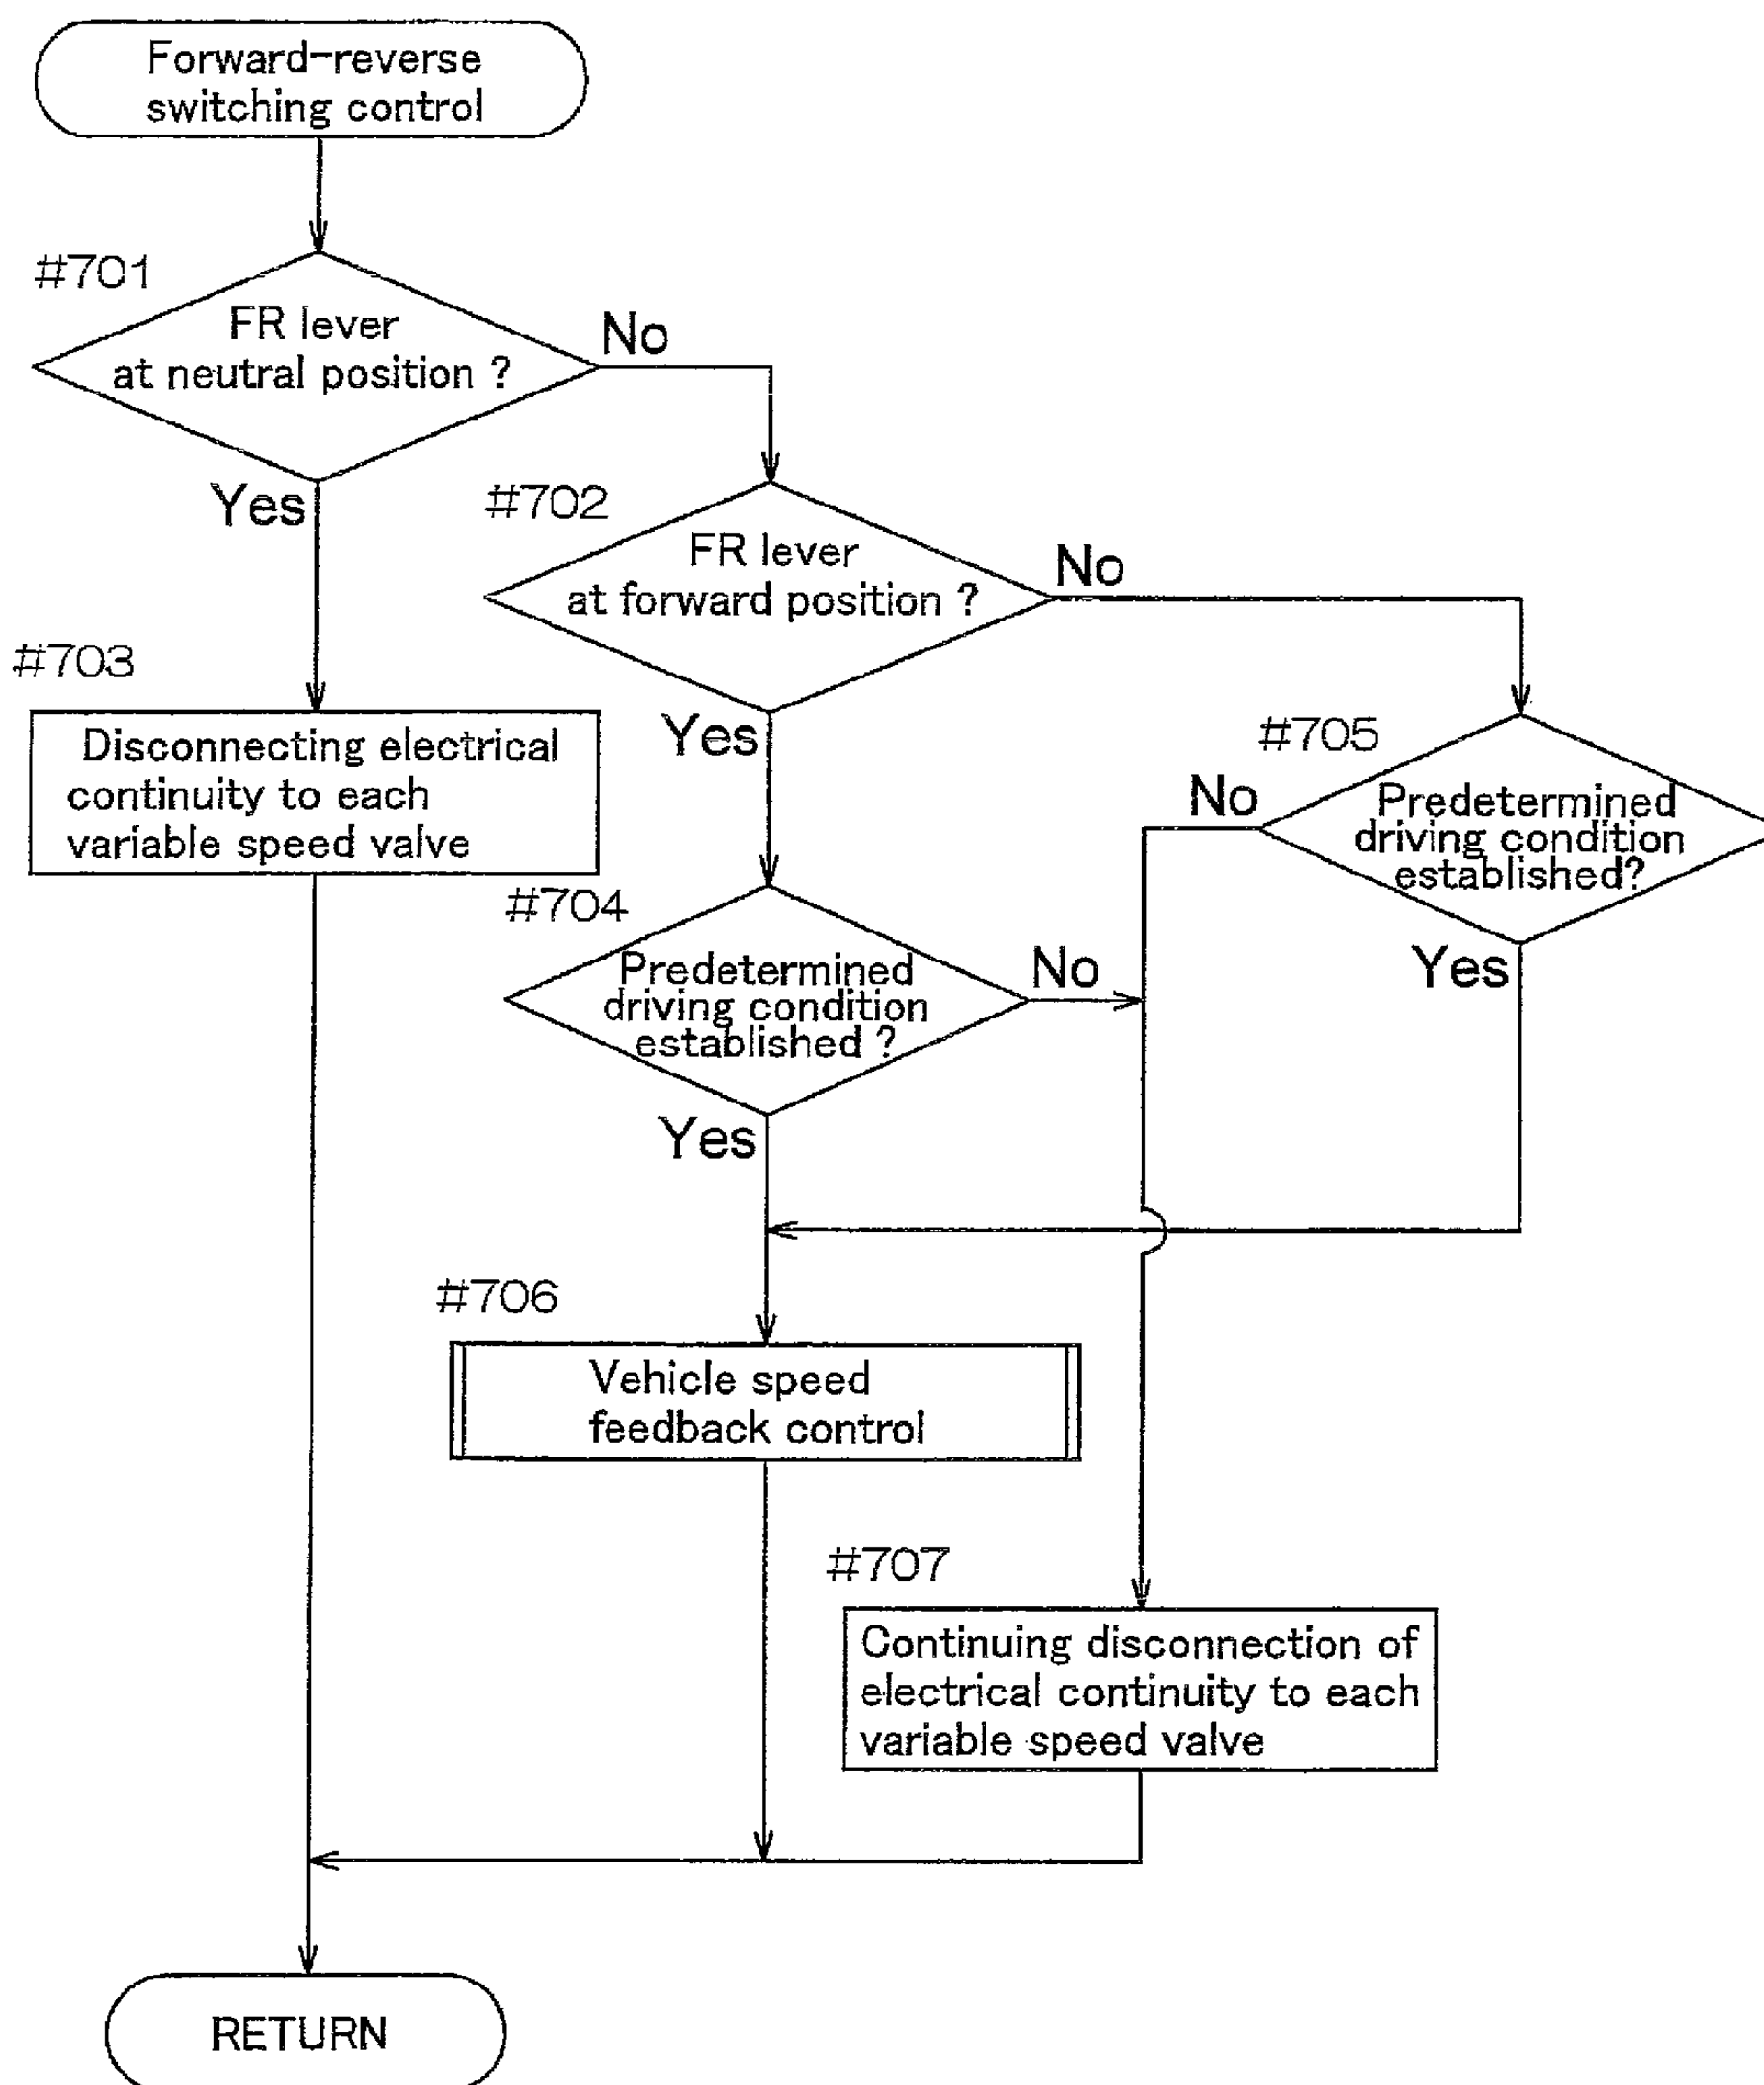 Forward-reverse
switching control
#701
FR lever
at neutral position ?
No
Yes
#702
FR lever
at forward position ?
No
Yes
#703
Disconnecting electrical
continuity to each
variable speed valve
#705
Predetermined
driving condition
established?
No
Yes
#704
Predetermined
driving condition
established ?
No
Yes
#706
Vehicle speed
feedback control
#707
Continuing disconnection of
electrical continuity to each
variable speed valve
RETURN